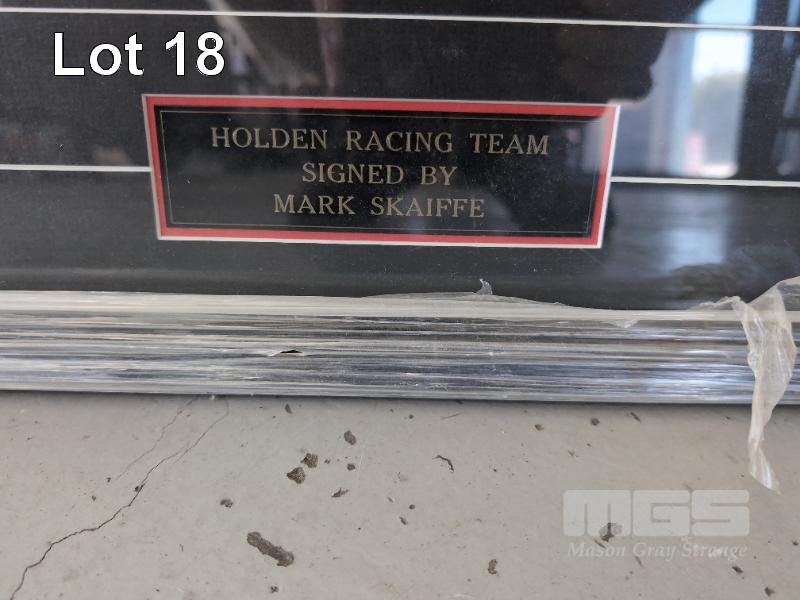 Lot 18
HOLDEN RACING TEAM
SIGNED BY
MARK SKAIFFE
MGS
Mason Gray Strange